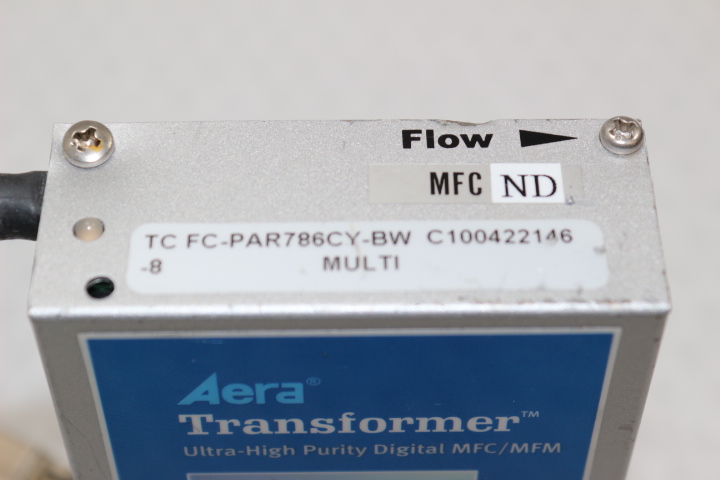 Flow
MFC ND
TC FC-PAR786CY-BW C100422146
-8 MULTI
Aera®
Transformer™
Ultra-High Purity Digital MFC/MFM